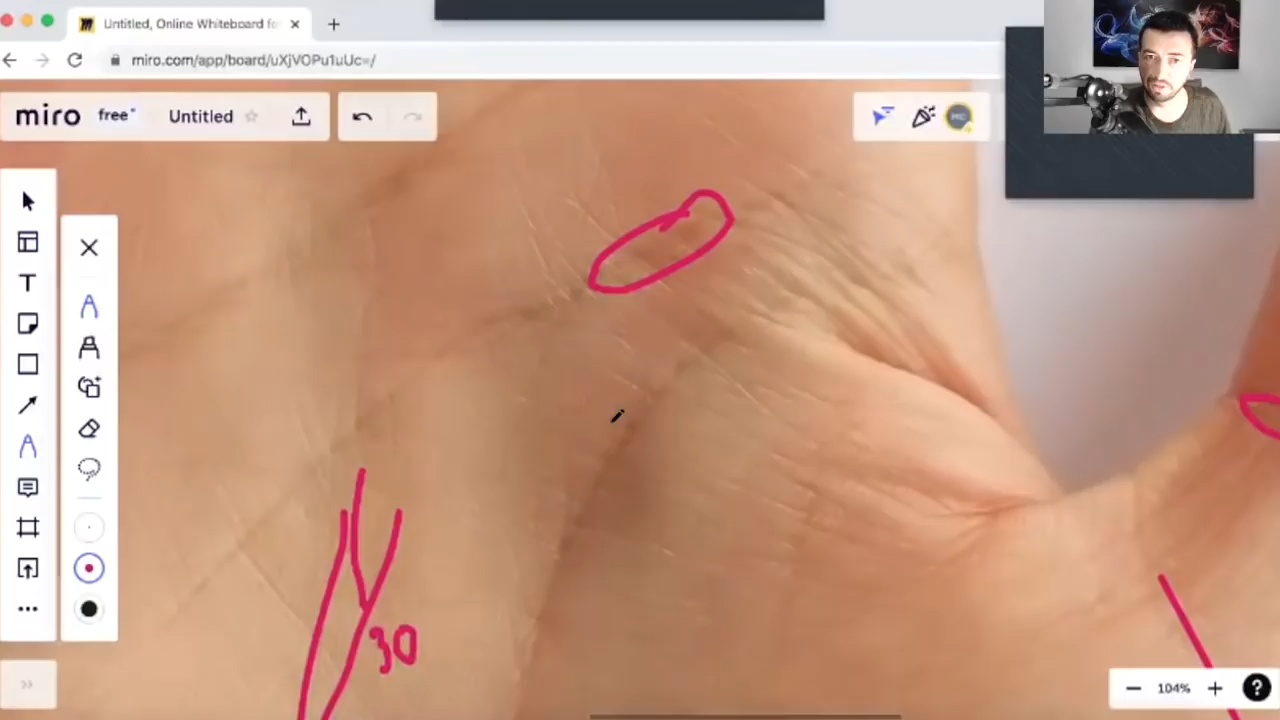 Untitled, Online Whiteboard fo
miro.com/app/board/uXjVOPu1uUc=/
miro free Untitled
T
30
104%
?